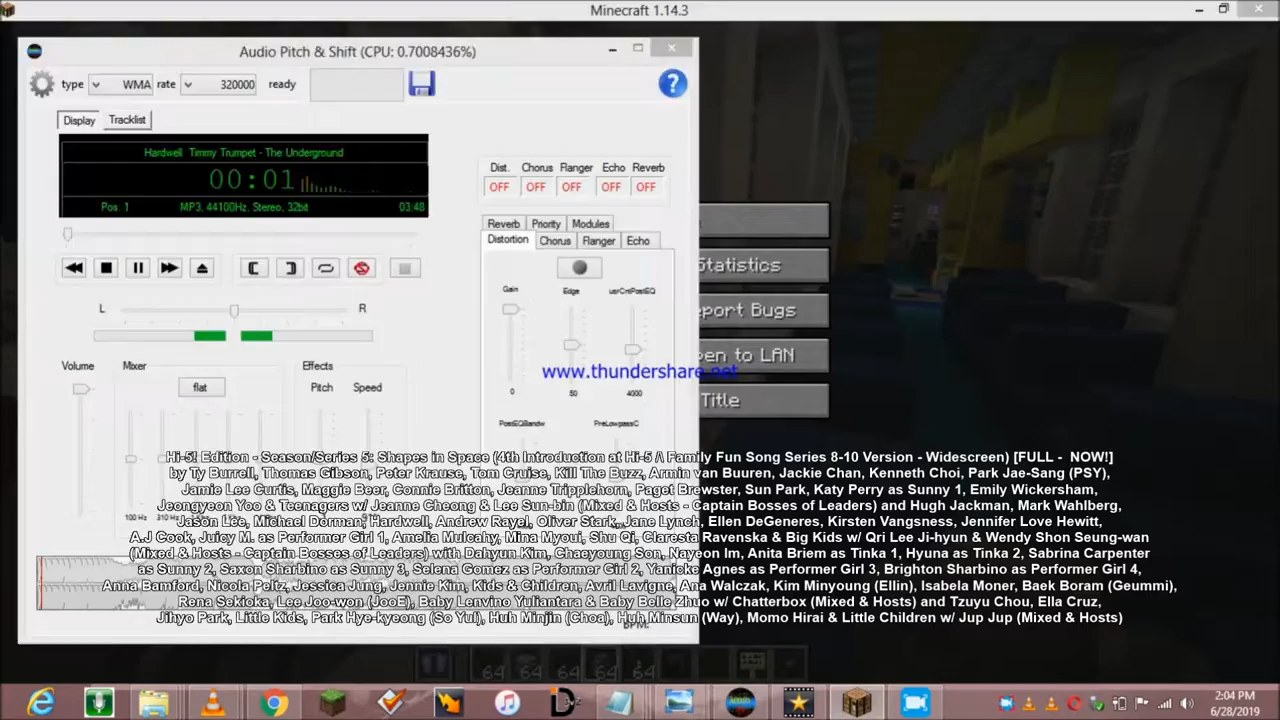 Minecraft 1.14.3
Audio Pitch & Shift (CPU: 0.7008436%)
type WMA rate 320000 ready
?
Display Tracklist
Hardwell Timmy Trumpet - The Underground
00:01
Pos. 1 MP3, 44100Hz, Stereo, 32bit 03:48
Dist. Chorus Flanger Echo Reverb
OFF OFF OFF OFF OFF
Reverb Priority Modules
Distortion Chorus Flanger Echo
Gain Edge usrCntPostEQ
0 50 4000
PostEQBandw PreLowpassC
L R
Volume Mixer Effects
flat Pitch Speed
Statistics
eport Bugs
pen to LAN
Title
www.thundershare.net
Hi-5! Edition - Season/Series 5: Shapes in Space (4th Introduction at Hi-5 /\ Family Fun Song Series 8-10 Version - Widescreen) [FULL - NOW!]
by Ty Burrell, Thomas Gibson, Peter Krause, Tom Cruise, Kill The Buzz, Armin van Buuren, Jackie Chan, Kenneth Choi, Park Jae-Sang (PSY),
Jamie Lee Curtis, Maggie Beer, Connie Britton, Jeanne Tripplehorn, Paget Brewster, Sun Park, Katy Perry as Sunny 1, Emily Wickersham,
Jeongyeon Yoo & Teenagers w/ Jeanne Cheong & Lee Sun-bin (Mixed & Hosts - Captain Bosses of Leaders) and Hugh Jackman, Mark Wahlberg,
Jason Lee, Michael Dorman, Hardwell, Andrew Rayel, Oliver Stark, Jane Lynch, Ellen DeGeneres, Kirsten Vangsness, Jennifer Love Hewitt,
A.J Cook, Juicy M. as Performer Girl 1, Amelia Mulcahy, Mina Myoui, Shu Qi, Claresta Ravenska & Big Kids w/ Qri Lee Ji-hyun & Wendy Shon Seung-wan
(Mixed & Hosts - Captain Bosses of Leaders) with Dahyun Kim, Chaeyoung Son, Nayeon Im, Anita Briem as Tinka 1, Hyuna as Tinka 2, Sabrina Carpenter
as Sunny 2, Saxon Sharbino as Sunny 3, Selena Gomez as Performer Girl 2, Yanieke Agnes as Performer Girl 3, Brighton Sharbino as Performer Girl 4,
Anna Bamford, Nicola Peltz, Jessica Jung, Jennie Kim, Kids & Children, Avril Lavigne, Ana Walczak, Kim Minyoung (Ellin), Isabela Moner, Baek Boram (Geummi),
Rena Sekioka, Lee Joo-won (JooE), Baby Lenvino Yuliantara & Baby Belle Zhuo w/ Chatterbox (Mixed & Hosts) and Tzuyu Chou, Ella Cruz,
Jihyo Park, Little Kids, Park Hye-kyeong (So Yul), Huh Minjin (Choa), Huh Minsun (Way), Momo Hirai & Little Children w/ Jup Jup (Mixed & Hosts)
BPM:
64 64 64 64 64
2:04 PM
6/28/2019